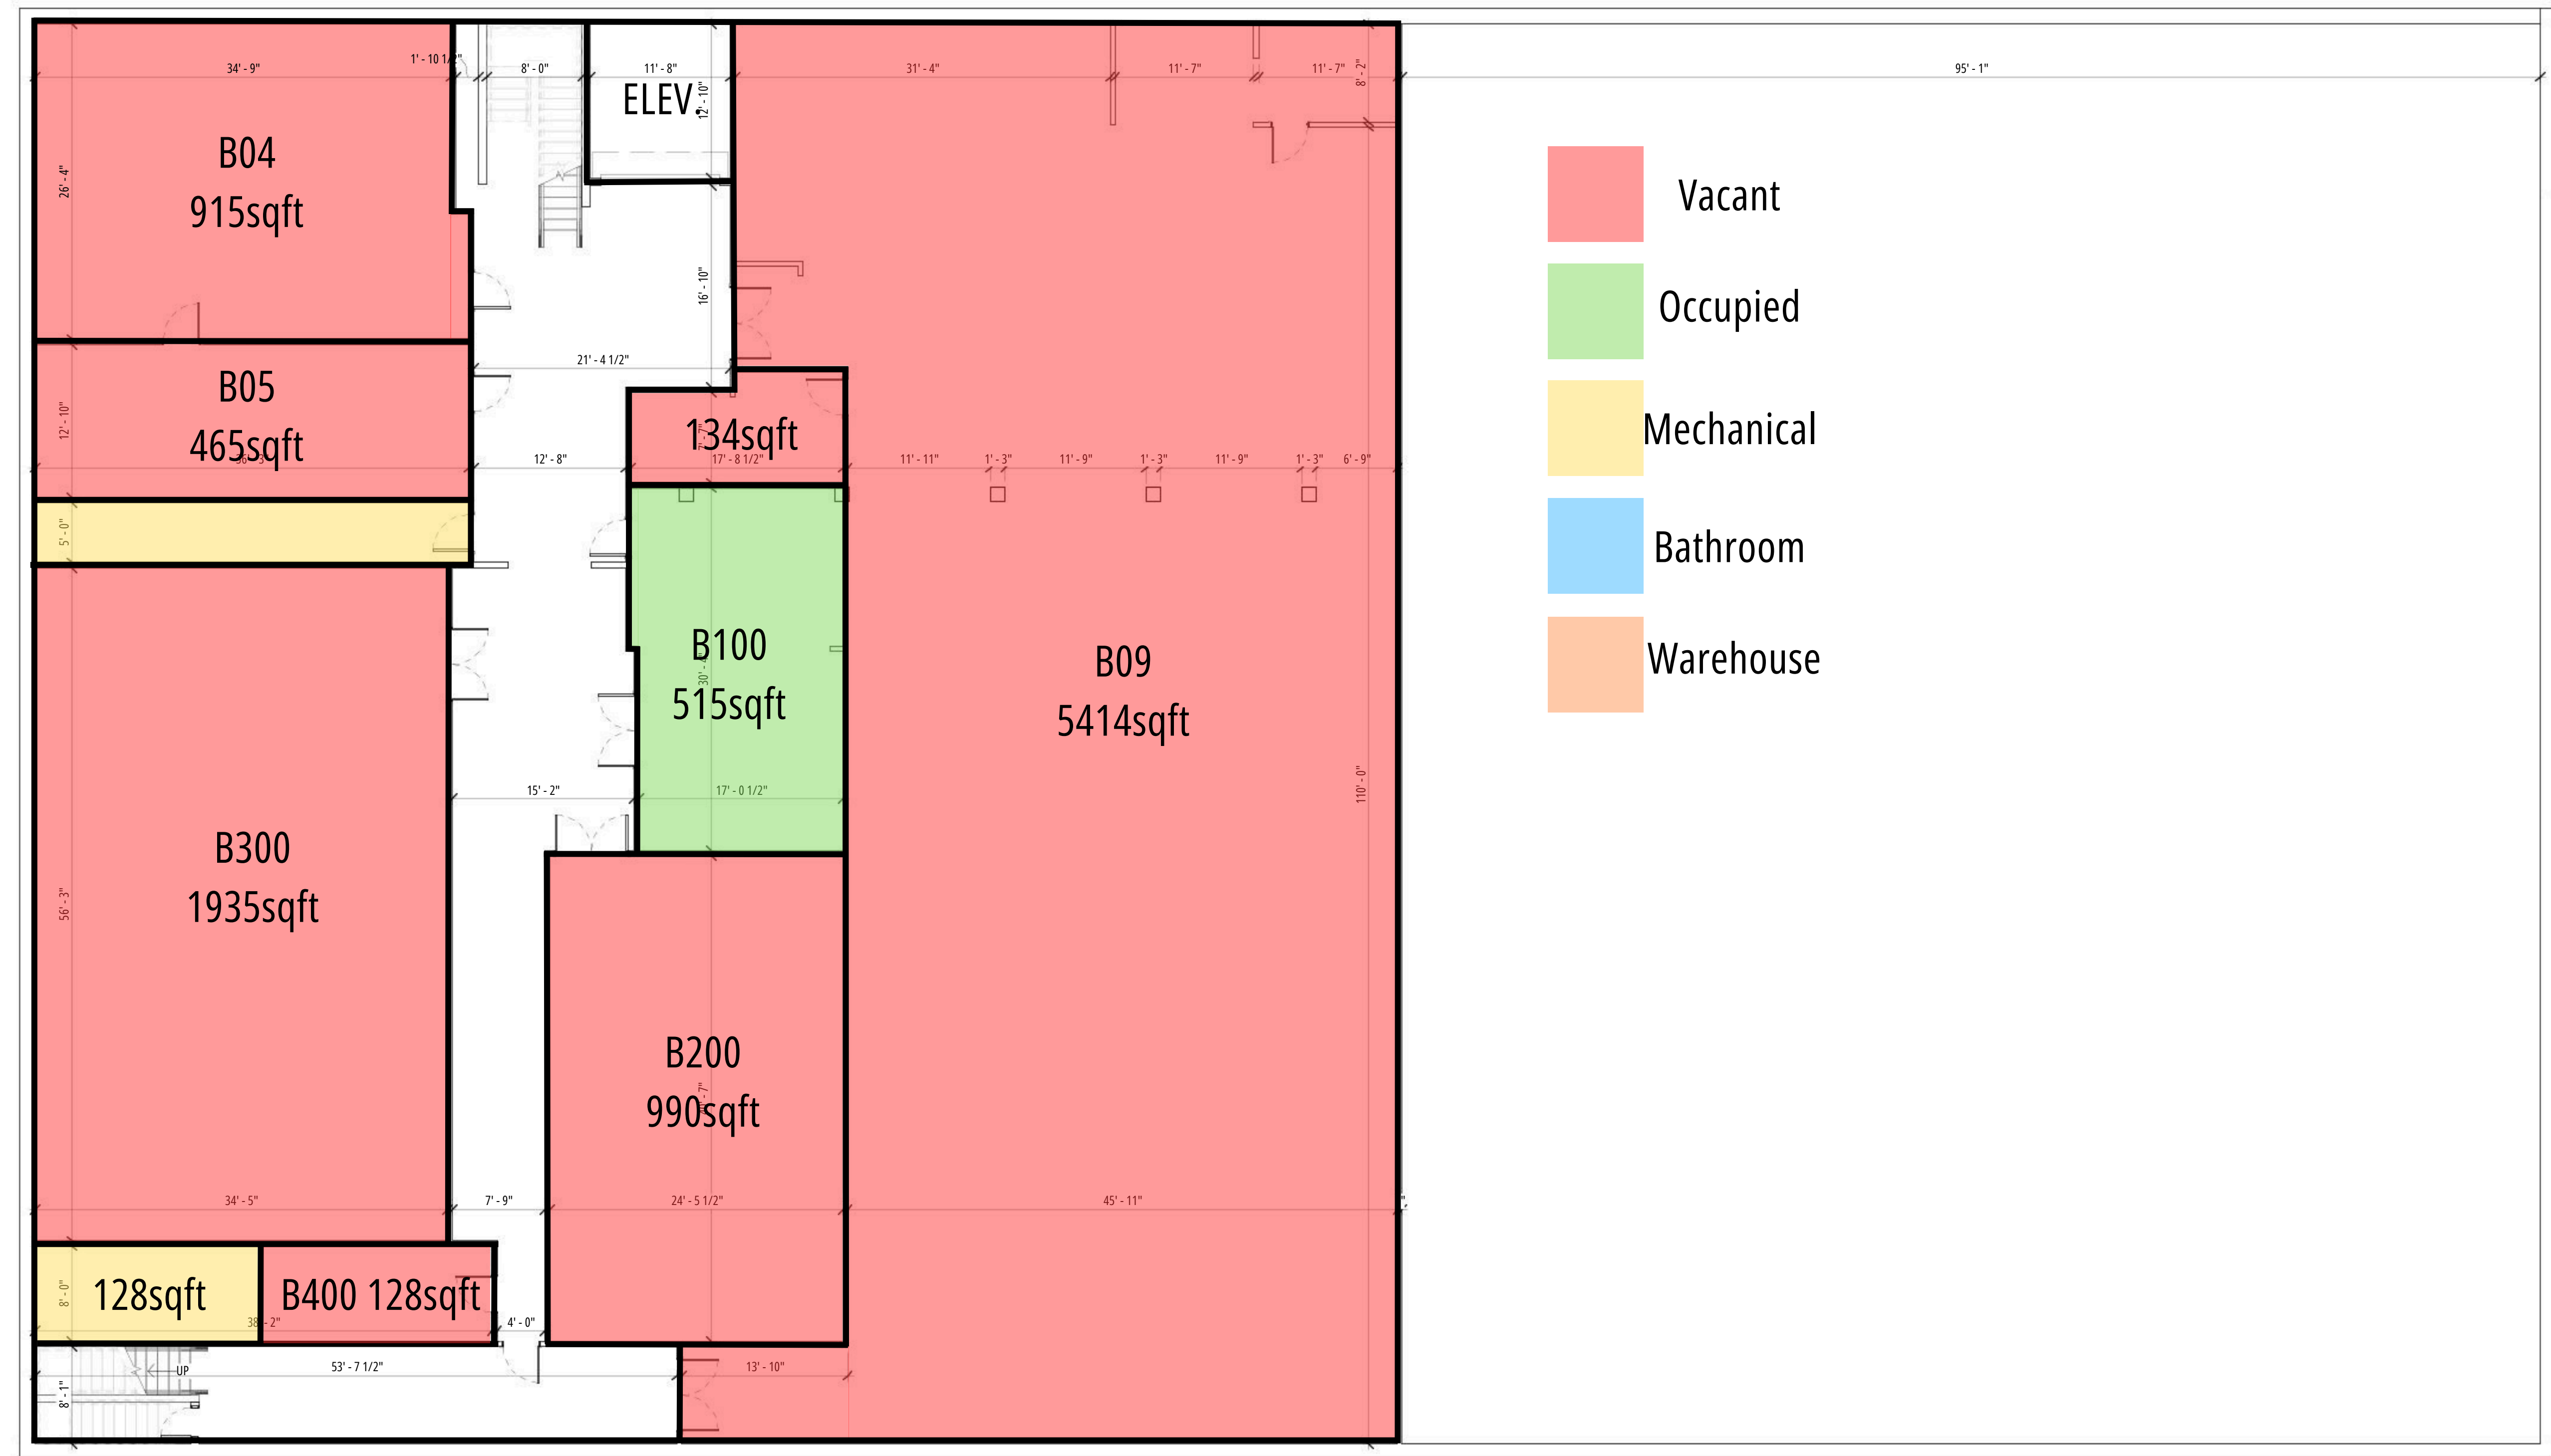 34' - 9"
8' - 0"
11' - 8"
31' - 4"
11' - 7"
11' - 7"
8' - 2"
95' - 1"
ELEV.
12' - 10"
B04
915sqft
26' - 4"
16' - 10"
21' - 4 1/2"
B05
465sqft
12' - 10"
12' - 8"
134sqft
17' - 8 1/2"
11' - 11"
1' - 3"
11' - 9"
1' - 3"
11' - 9"
1' - 3"
6' - 9"
5' - 0"
B100
515sqft
15' - 2"
17' - 0 1/2"
B09
5414sqft
110' - 0"
B300
1935sqft
56' - 3"
B200
990sqft
34' - 5"
7' - 9"
24' - 5 1/2"
45' - 11"
8' - 0"
128sqft
B400 128sqft
4' - 0"
UP
53' - 7 1/2"
13' - 10"
8' - 1"
Vacant
Occupied
Mechanical
Bathroom
Warehouse